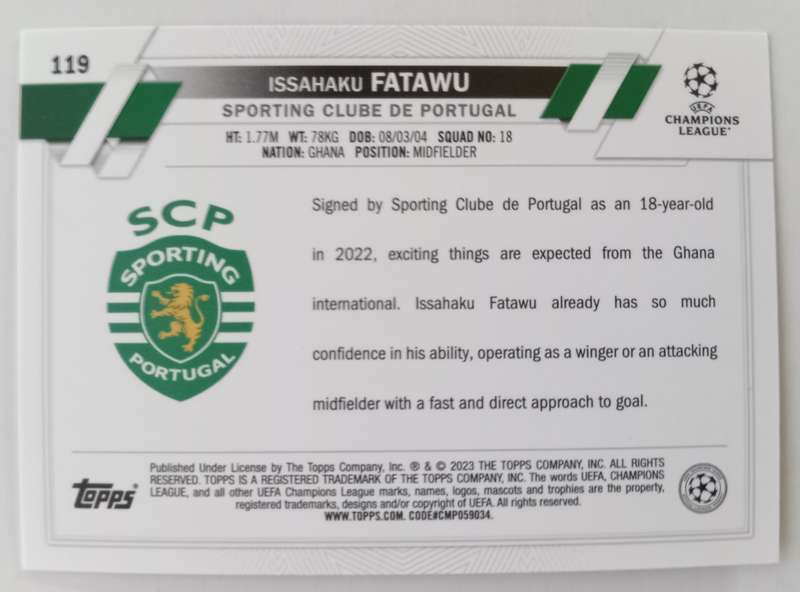 119
ISSAHAKU FATAWU
SPORTING CLUBE DE PORTUGAL
HT: 1.77M WT: 78KG DOB: 08/03/04 SQUAD NO: 18
NATION: GHANA POSITION: MIDFIELDER
UEFA
CHAMPIONS
LEAGUE®
SCP
SPORTING
PORTUGAL
Signed by Sporting Clube de Portugal as an 18-year-old
in 2022, exciting things are expected from the Ghana
international. Issahaku Fatawu already has so much
confidence in his ability, operating as a winger or an attacking
midfielder with a fast and direct approach to goal.
Topps®
Published Under License by The Topps Company, Inc. ® & © 2023 THE TOPPS COMPANY, INC. ALL RIGHTS
RESERVED. TOPPS IS A REGISTERED TRADEMARK OF THE TOPPS COMPANY, INC. The words UEFA, CHAMPIONS
LEAGUE, and all other UEFA Champions League marks, names, logos, mascots and trophies are the property,
registered trademarks, designs and/or copyright of UEFA. All rights reserved.
WWW.TOPPS.COM. CODE#CMP059034.